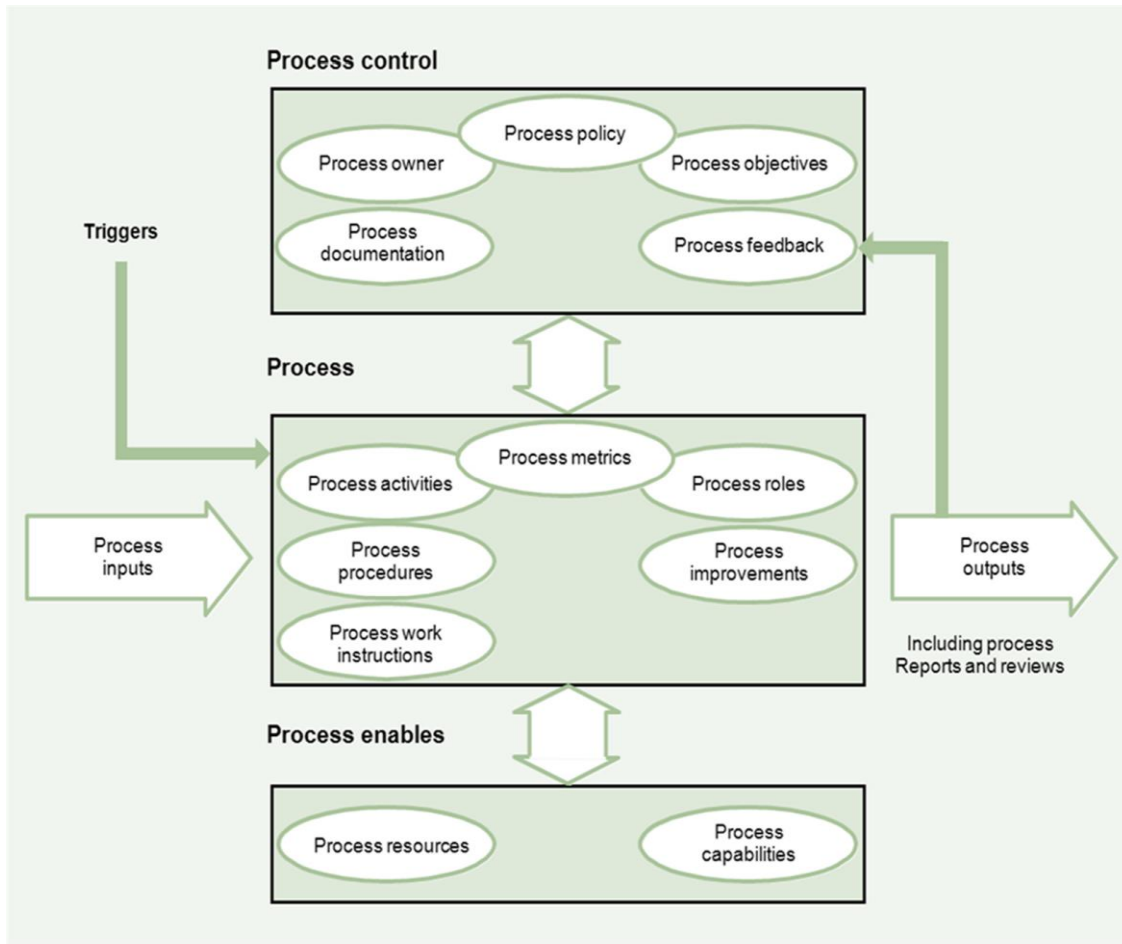 Process control
Process policy
Process owner
Process objectives
Process
documentation
Process feedback
Triggers
Process
Process metrics
Process activities
Process roles
Process
inputs
Process
procedures
Process
improvements
Process
outputs
Process work
instructions
Including process
Reports and reviews
Process enables
Process resources
Process
capabilities